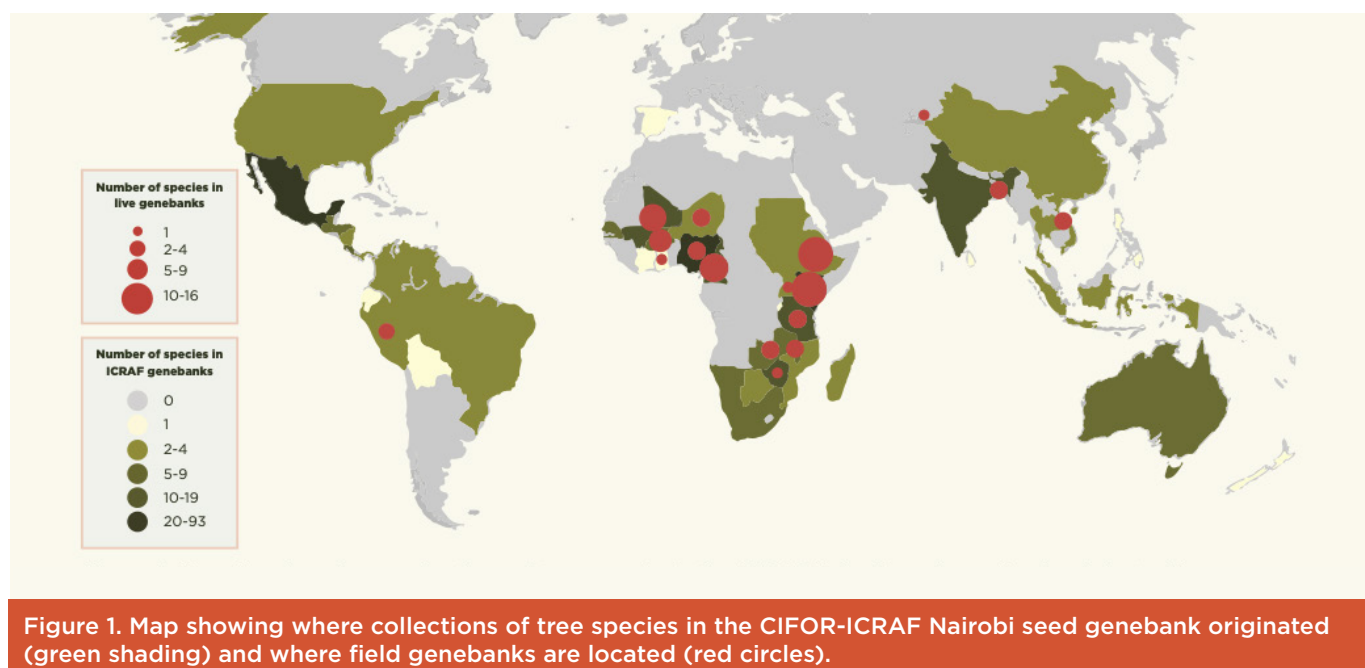 Number of species in
live genebanks
1
2-4
5-9
10-16
Number of species in
ICRAF genebanks
0
1
2-4
5-9
10-19
20-93
Figure 1. Map showing where collections of tree species in the CIFOR-ICRAF Nairobi seed genebank originated
(green shading) and where field genebanks are located (red circles).